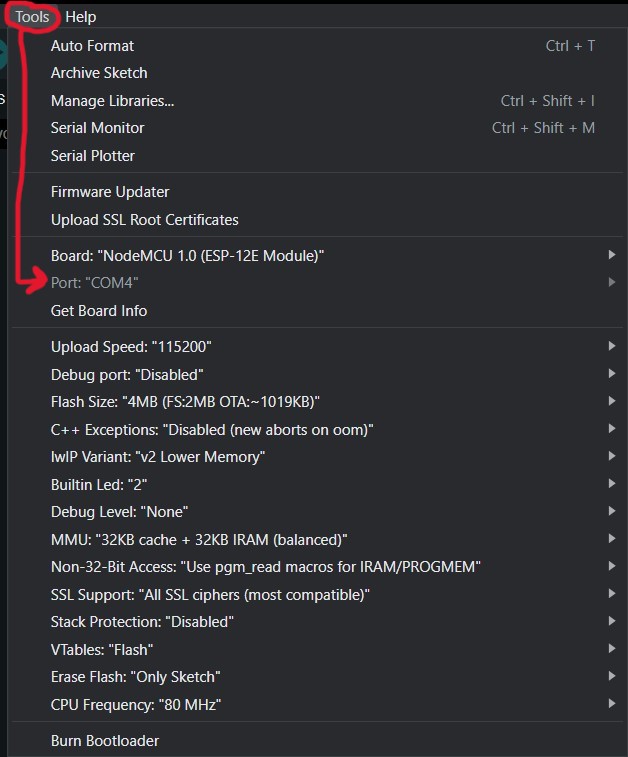 Tools Help
Auto Format Ctrl + T
Archive Sketch
Manage Libraries... Ctrl + Shift + I
Serial Monitor Ctrl + Shift + M
Serial Plotter
Firmware Updater
Upload SSL Root Certificates
Board: "NodeMCU 1.0 (ESP-12E Module)"
Port: "COM4"
Get Board Info
Upload Speed: "115200"
Debug port: "Disabled"
Flash Size: "4MB (FS:2MB OTA:~1019KB)"
C++ Exceptions: "Disabled (new aborts on oom)"
lwIP Variant: "v2 Lower Memory"
Builtin Led: "2"
Debug Level: "None"
MMU: "32KB cache + 32KB IRAM (balanced)"
Non-32-Bit Access: "Use pgm_read macros for IRAM/PROGMEM"
SSL Support: "All SSL ciphers (most compatible)"
Stack Protection: "Disabled"
VTables: "Flash"
Erase Flash: "Only Sketch"
CPU Frequency: "80 MHz"
Burn Bootloader